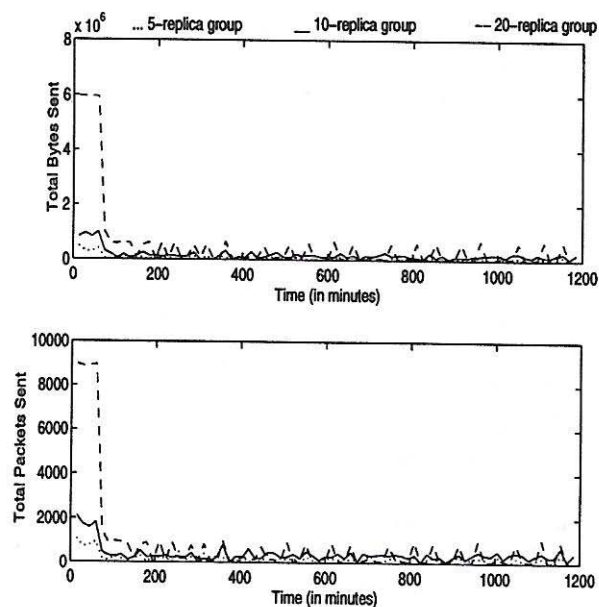 x 10^6 ... 5-replica group __ 10-replica group -- 20-replica group
8
6
4
2
0
Total Bytes Sent
0 200 400 600 800 1000 1200
Time (in minutes)
10000
8000
6000
4000
2000
0
Total Packets Sent
0 200 400 600 800 1000 1200
Time (in minutes)